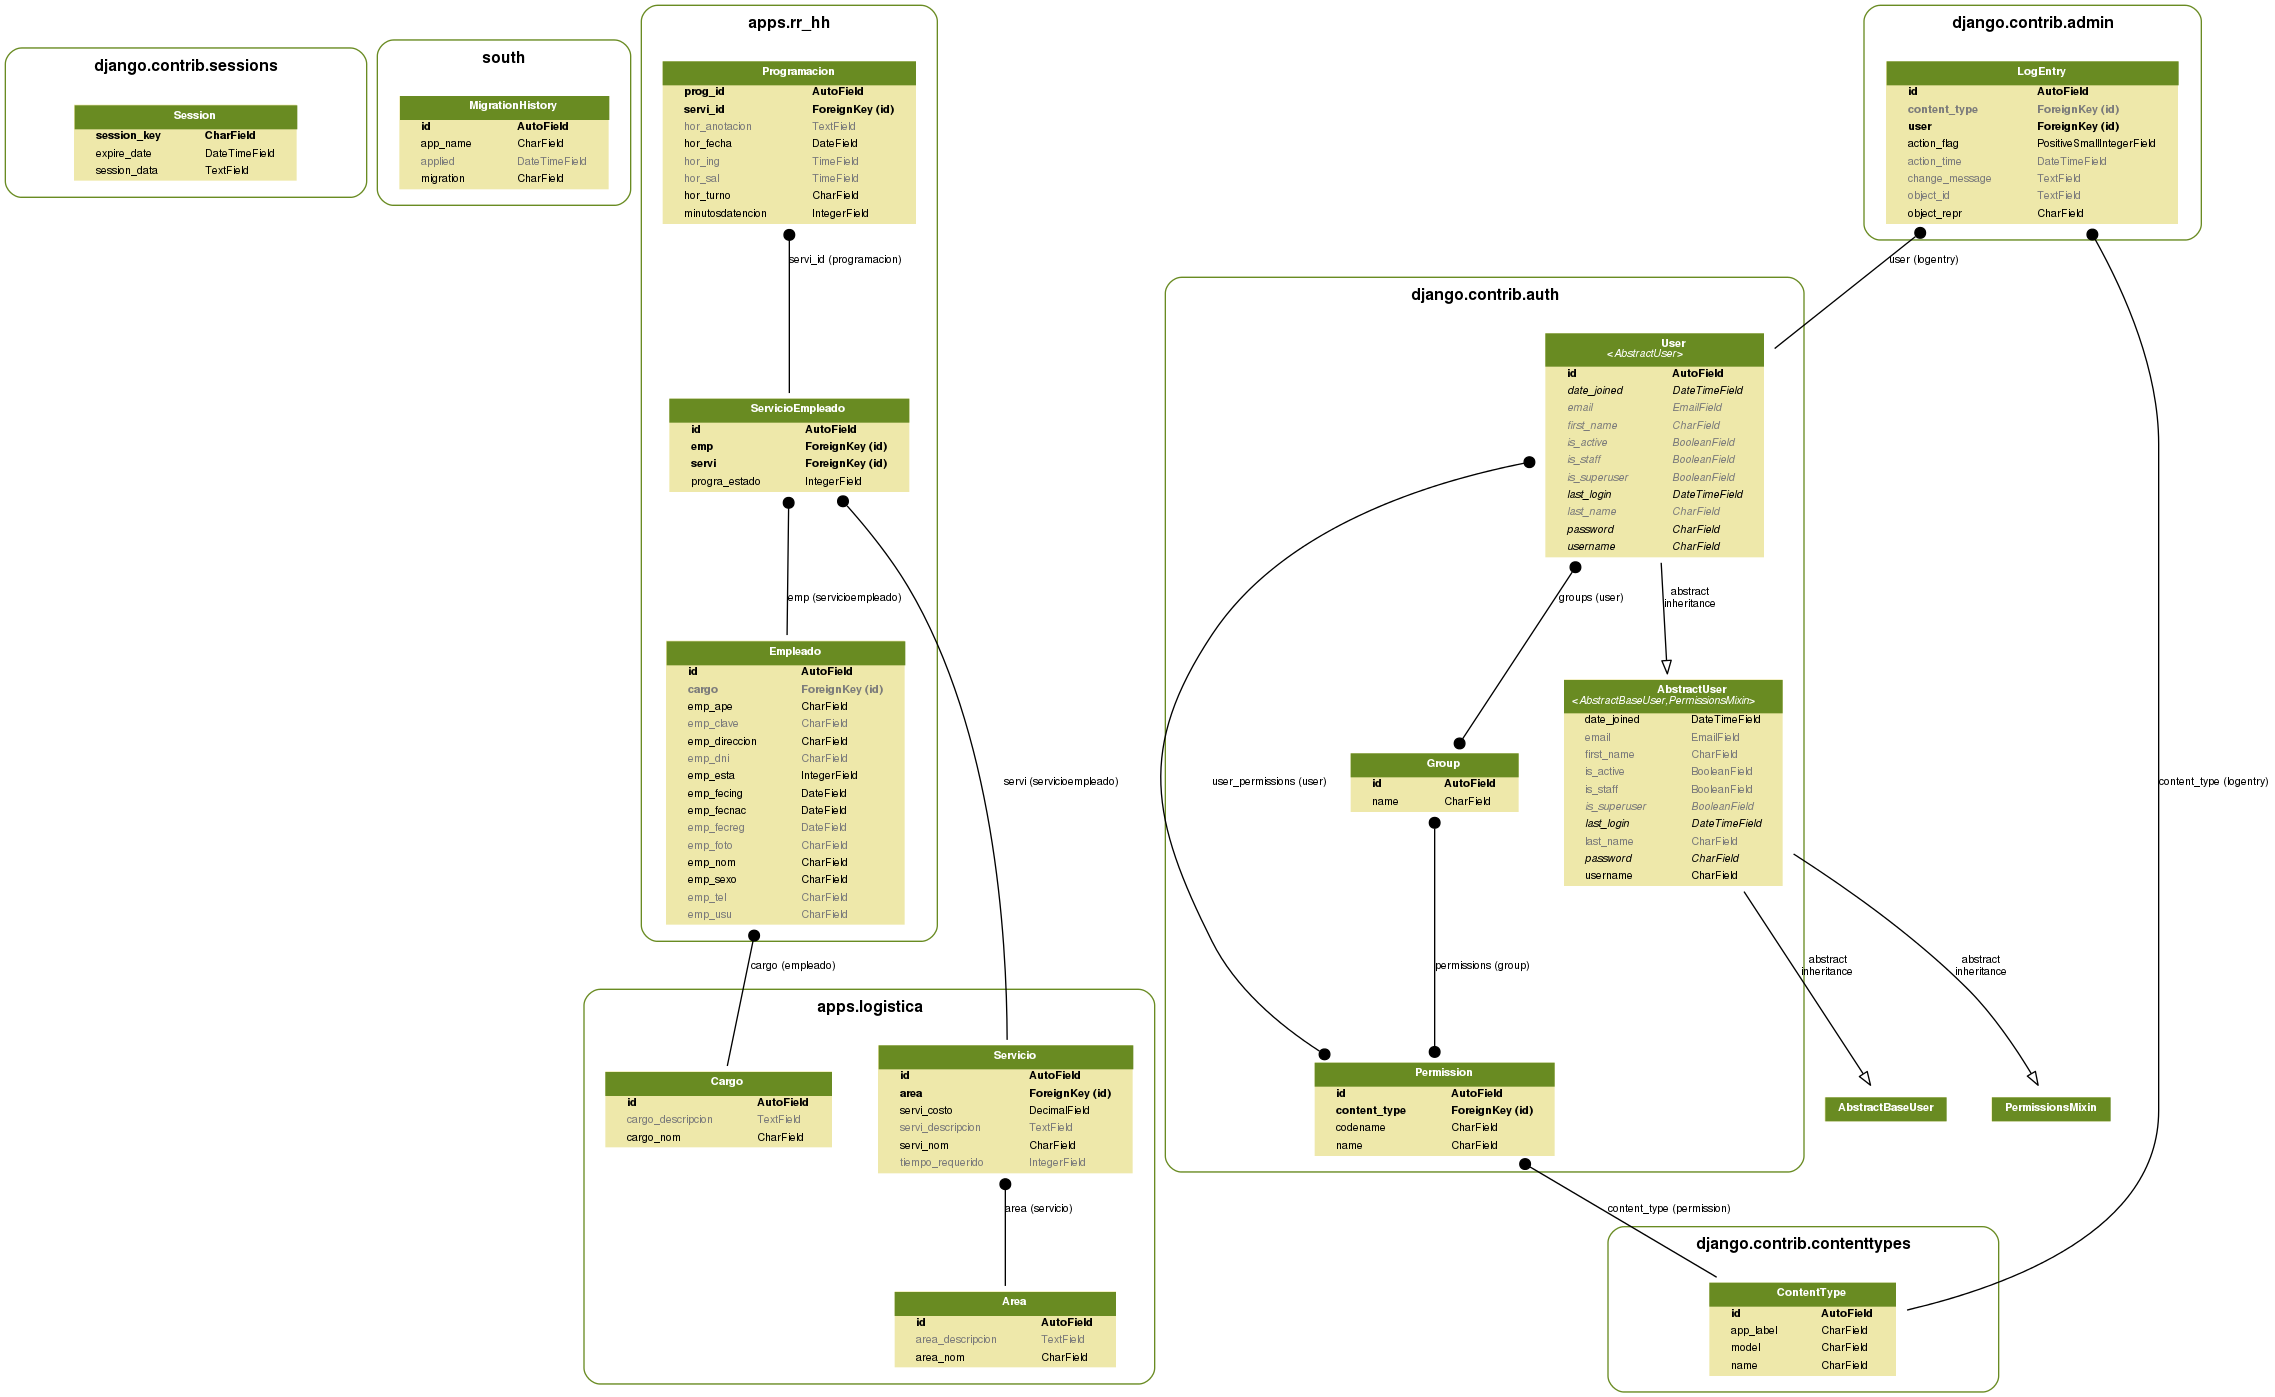 django.contrib.sessions
Session
session_key CharField
expire_date DateTimeField
session_data TextField
south
MigrationHistory
id AutoField
app_name CharField
applied DateTimeField
migration CharField
apps.rr_hh
Programacion
prog_id AutoField
servi_id ForeignKey (id)
hor_anotacion TextField
hor_fecha DateField
hor_ing TimeField
hor_sal TimeField
hor_turno CharField
minutosdatencion IntegerField
servi_id (programacion)
ServicioEmpleado
id AutoField
emp ForeignKey (id)
servi ForeignKey (id)
progra_estado IntegerField
emp (servicioempleado)
servi (servicioempleado)
Empleado
id AutoField
cargo ForeignKey (id)
emp_ape CharField
emp_clave CharField
emp_direccion CharField
emp_dni CharField
emp_esta IntegerField
emp_fecing DateField
emp_fecnac DateField
emp_fecreg DateField
emp_foto CharField
emp_nom CharField
emp_sexo CharField
emp_tel CharField
emp_usu CharField
cargo (empleado)
apps.logistica
Cargo
id AutoField
cargo_descripcion TextField
cargo_nom CharField
Servicio
id AutoField
area ForeignKey (id)
servi_costo DecimalField
servi_descripcion TextField
servi_nom CharField
tiempo_requerido IntegerField
area (servicio)
Area
id AutoField
area_descripcion TextField
area_nom CharField
django.contrib.admin
LogEntry
id AutoField
content_type ForeignKey (id)
user ForeignKey (id)
action_flag PositiveSmallIntegerField
action_time DateTimeField
change_message TextField
object_id TextField
object_repr CharField
user (logentry)
content_type (logentry)
django.contrib.auth
User
<AbstractUser>
id AutoField
date_joined DateTimeField
email EmailField
first_name CharField
is_active BooleanField
is_staff BooleanField
is_superuser BooleanField
last_login DateTimeField
last_name CharField
password CharField
username CharField
groups (user)
abstract
inheritance
user_permissions (user)
Group
id AutoField
name CharField
AbstractUser
<AbstractBaseUser,PermissionsMixin>
date_joined DateTimeField
email EmailField
first_name CharField
is_active BooleanField
is_staff BooleanField
is_superuser BooleanField
last_login DateTimeField
last_name CharField
password CharField
username CharField
permissions (group)
abstract
inheritance
abstract
inheritance
Permission
id AutoField
content_type ForeignKey (id)
codename CharField
name CharField
AbstractBaseUser
PermissionsMixin
content_type (permission)
django.contrib.contenttypes
ContentType
id AutoField
app_label CharField
model CharField
name CharField